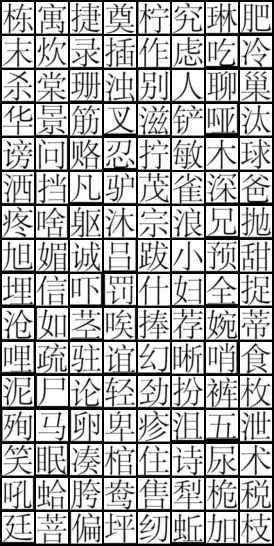 栋寓捷奠柠究琳肥
末炊录插作虑吃冷
杀棠珊浊别人聊巢
华景筋叉滋铲哑汰
谤问赂忍拧敏木球
洒挡凡驴茂雀深爸
疼啥躯沐宗浪兄抛
旭媚诚吕跋小预甜
埋信吓罚什妇全捉
沧如茎唉捧荐婉蒂
哩疏驻谊幻晰哨食
泥尸论轻劲扮裤枚
殉马卵卑疹泪五泄
笑眠凑棺住诗尿术
吼蛤胯鸯售犁桅税
廷菩偏坪纫蚯加枝